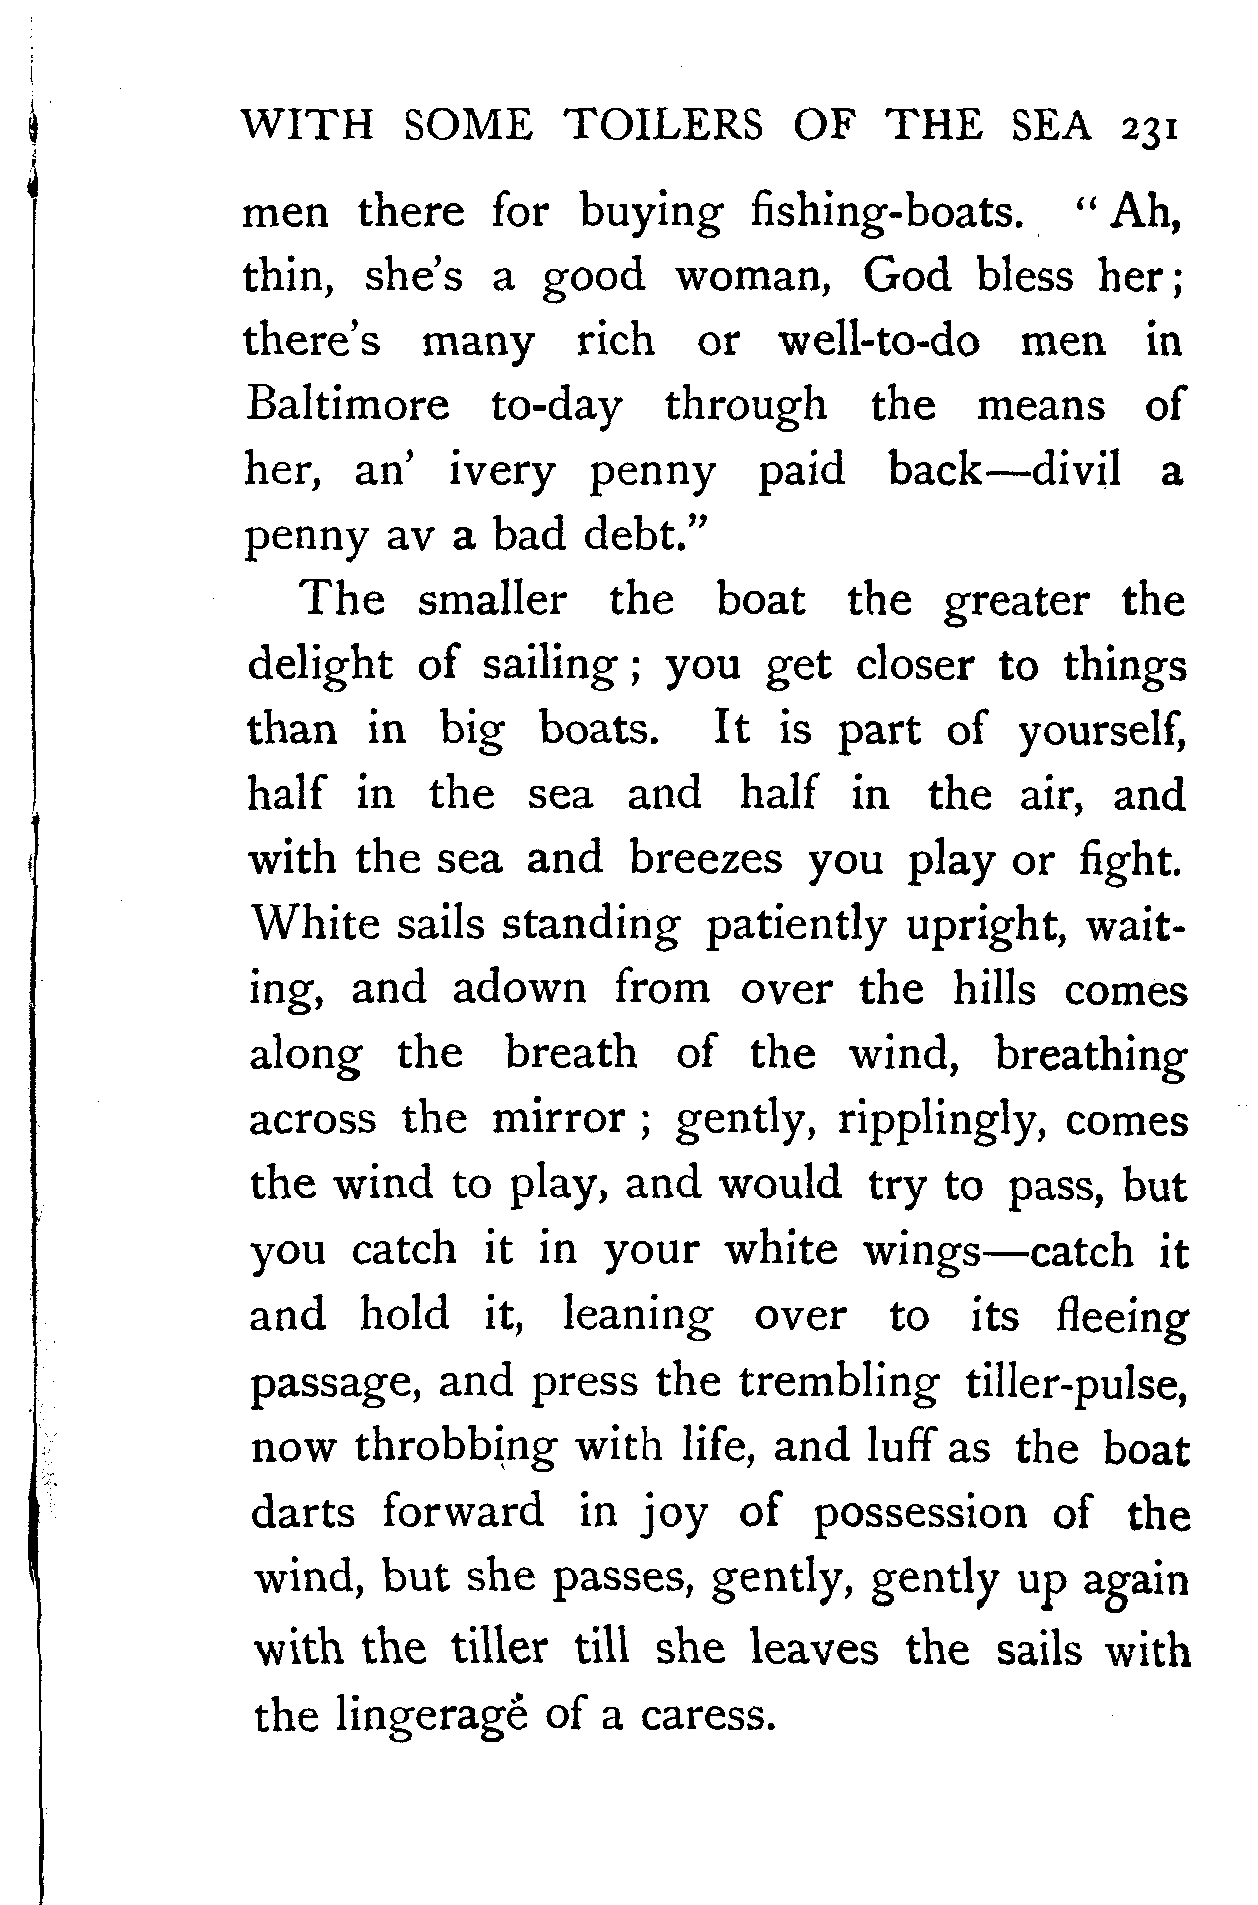 WITH SOME TOILERS OF THE SEA 231
men there for buying fishing-boats. “Ah,
thin, she’s a good woman, God bless her;
there’s many rich or well-to-do men in
Baltimore to-day through the means of
her, an’ ivery penny paid back—divil a
penny av a bad debt.”
The smaller the boat the greater the
delight of sailing; you get closer to things
than in big boats. It is part of yourself,
half in the sea and half in the air, and
with the sea and breezes you play or fight.
White sails standing patiently upright, wait-
ing, and adown from over the hills comes
along the breath of the wind, breathing
across the mirror; gently, ripplingly, comes
the wind to play, and would try to pass, but
you catch it in your white wings—catch it
and hold it, leaning over to its fleeing
passage, and press the trembling tiller-pulse,
now throbbing with life, and luff as the boat
darts forward in joy of possession of the
wind, but she passes, gently, gently up again
with the tiller till she leaves the sails with
the lingerage of a caress.